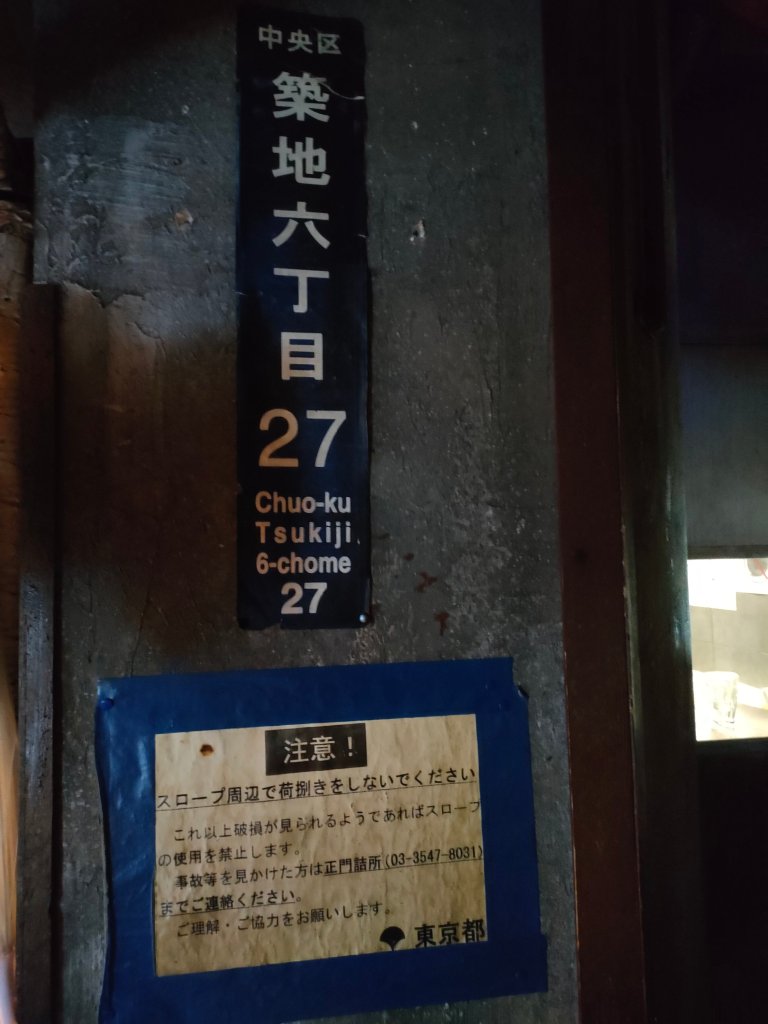 中央区
築地六丁目
27
Chuo-ku
Tsukiji
6-chome
27
注意！
スロープ周辺で荷捌きをしないでください
これ以上破損が見られるようであればスロープ
の使用を禁止します。
事故等を見かけた方は正門詰所（03-3547-8031）
までご連絡ください。
ご理解・ご協力をお願いします。
東京都